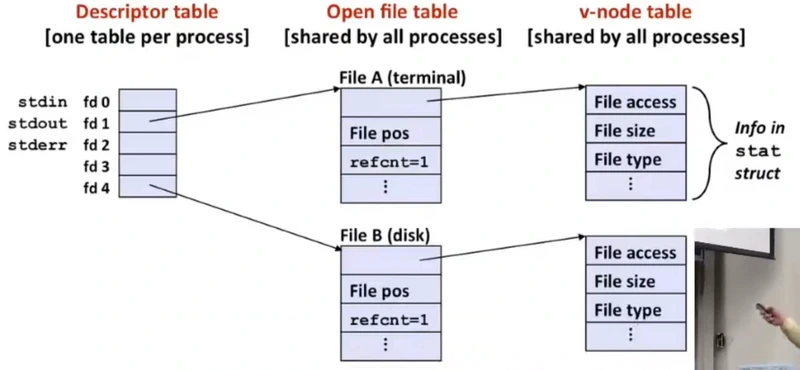 Descriptor table
[one table per process]
Open file table
[shared by all processes]
v-node table
[shared by all processes]
stdin fd 0
stdout fd 1
stderr fd 2
fd 3
fd 4
File A (terminal)
File pos
refcnt=1
⋮
File access
File size
File type
⋮
Info in
stat
struct
File B (disk)
File pos
refcnt=1
⋮
File access
File size
File type
⋮